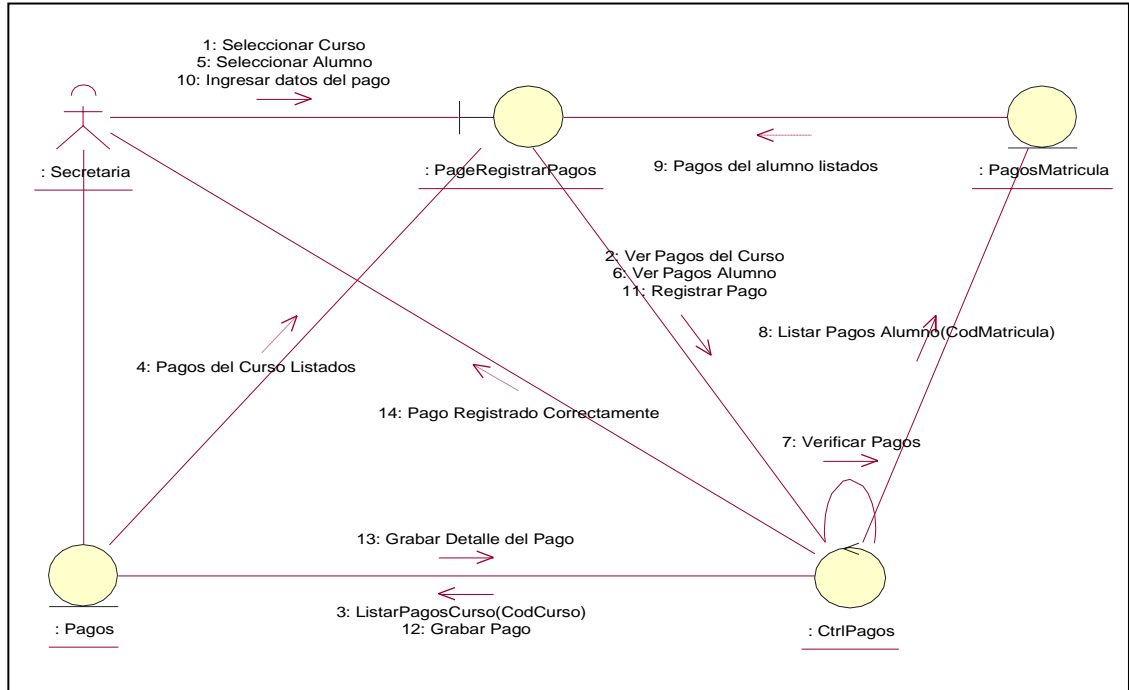 1: Seleccionar Curso
5: Seleccionar Alumno
10: Ingresar datos del pago
: Secretaria
: PageRegistrarPagos
9: Pagos del alumno listados
: PagosMatricula
2: Ver Pagos del Curso
6: Ver Pagos Alumno
11: Registrar Pago
8: Listar Pagos Alumno(CodMatricula)
4: Pagos del Curso Listados
14: Pago Registrado Correctamente
7: Verificar Pagos
13: Grabar Detalle del Pago
3: ListarPagosCurso(CodCurso)
12: Grabar Pago
: Pagos
: CtrlPagos